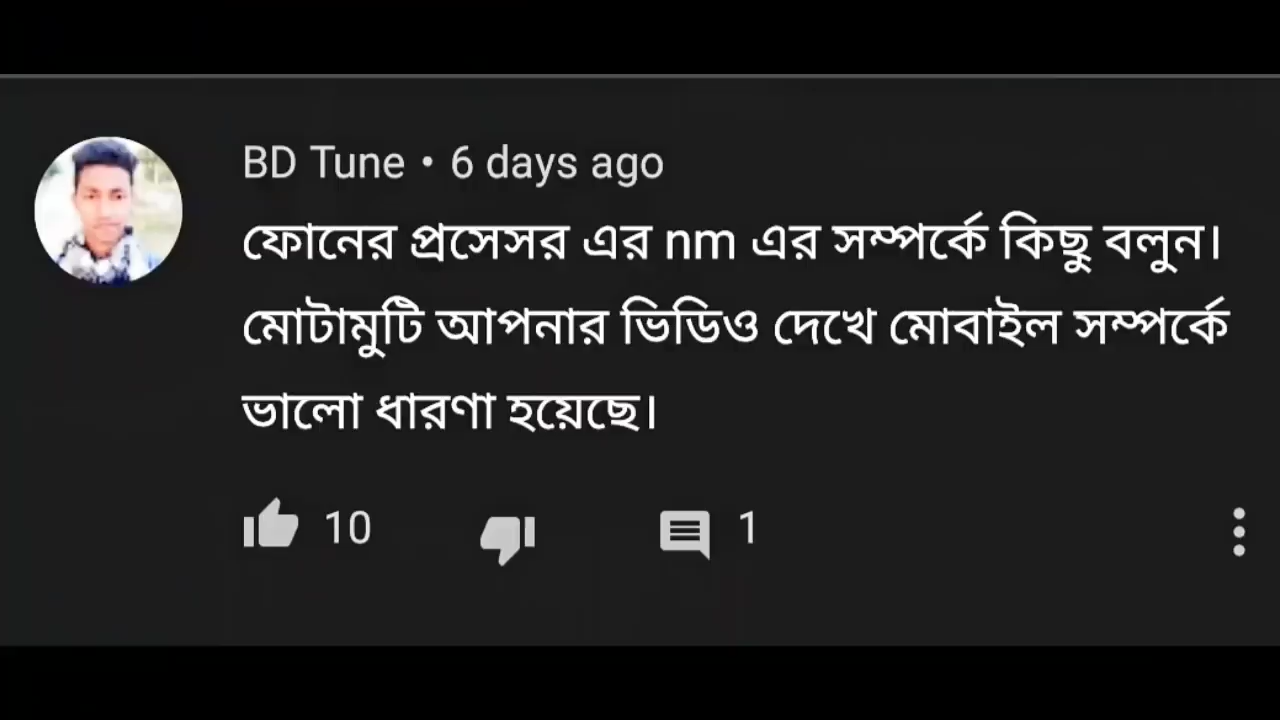 BD Tune • 6 days ago
ফোনের প্রসেসর এর nm এর সম্পর্কে কিছু বলুন।
মোটামুটি আপনার ভিডিও দেখে মোবাইল সম্পর্কে
ভালো ধারণা হয়েছে।
10 1